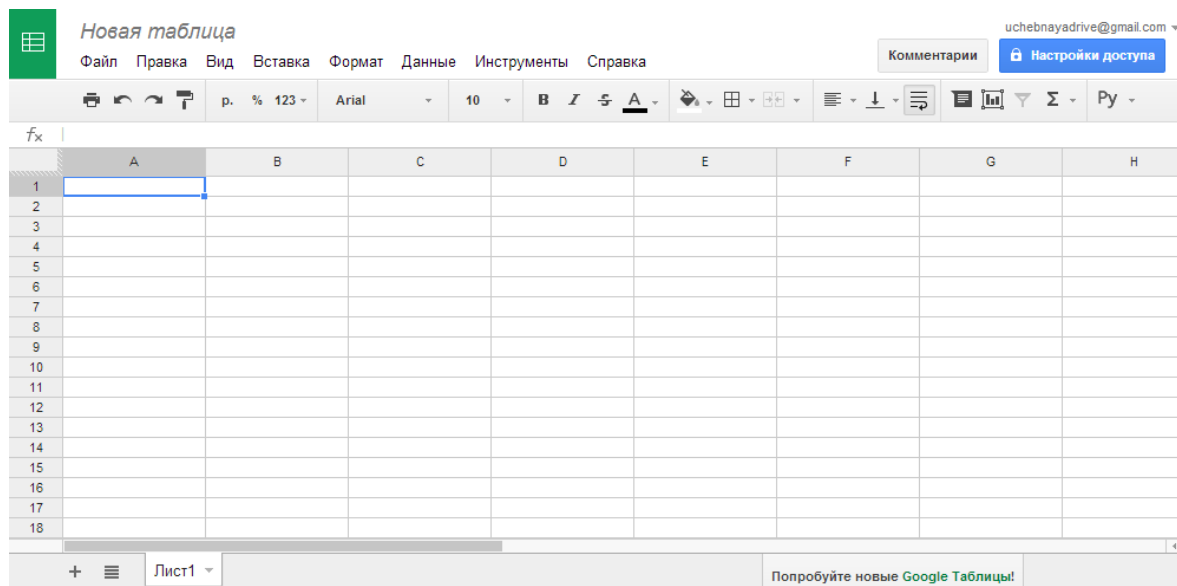 Новая таблица
uchebnayadrive@gmail.com
Файл Правка Вид Вставка Формат Данные Инструменты Справка
Комментарии
Настройки доступа
р. % 123 Arial 10 B I S A Σ Ру
fx
A B C D E F G H
1
2
3
4
5
6
7
8
9
10
11
12
13
14
15
16
17
18
Лист1
Попробуйте новые Google Таблицы!